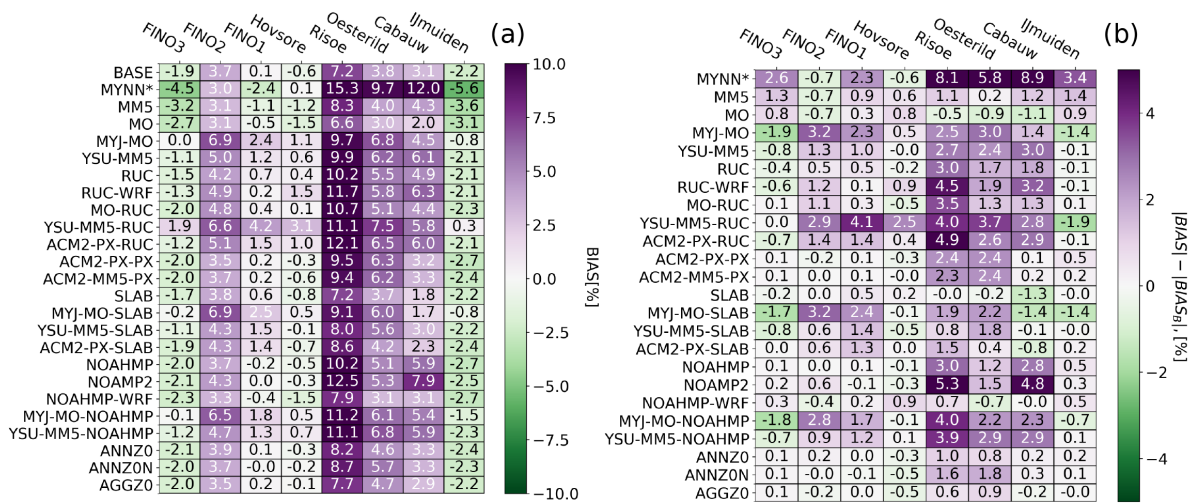 FINO3 FINO2 FINO1 Hovsore Risoe Oesterild Cabauw IJmuiden (a)
BASE -1.9 3.7 0.1 -0.6 7.2 3.8 3.1 -2.2
MYNN* -4.5 3.0 -2.4 0.1 15.3 9.7 12.0 -5.6
MM5 -3.2 3.1 -1.1 -1.2 8.3 4.0 4.3 -3.6
MO -2.7 3.1 -0.5 -1.5 6.6 3.0 2.0 -3.1
MYJ-MO 0.0 6.9 2.4 1.1 9.7 6.8 4.5 -0.8
YSU-MM5 -1.1 5.0 1.2 0.6 9.9 6.2 6.1 -2.1
RUC -1.5 4.2 0.7 0.4 10.2 5.5 4.9 -2.1
RUC-WRF -1.3 4.9 0.2 1.5 11.7 5.8 6.3 -2.1
MO-RUC -2.0 4.8 0.4 0.1 10.7 5.1 4.4 -2.3
YSU-MM5-RUC 1.9 6.6 4.2 3.1 11.1 7.5 5.8 0.3
ACM2-PX-RUC -1.2 5.1 1.5 1.0 12.1 6.5 6.0 -2.1
ACM2-PX-PX -2.0 3.5 0.2 -0.3 9.5 6.3 3.2 -2.7
ACM2-MM5-PX -2.0 3.7 0.2 -0.6 9.4 6.2 3.3 -2.4
SLAB -1.7 3.8 0.6 -0.8 7.2 3.7 1.8 -2.2
MYJ-MO-SLAB -0.2 6.9 2.5 0.5 9.1 6.0 1.7 -0.8
YSU-MM5-SLAB -1.1 4.3 1.5 -0.1 8.0 5.6 3.0 -2.2
ACM2-PX-SLAB -1.9 4.3 1.4 -0.7 8.6 4.2 2.3 -2.4
NOAHMP -2.0 3.7 -0.2 -0.5 10.2 5.1 5.9 -2.7
NOAMP2 -2.1 4.3 0.0 -0.3 12.5 5.3 7.9 -2.5
NOAHMP-WRF -2.3 3.3 -0.4 -1.5 7.9 3.1 3.1 -2.7
MYJ-MO-NOAHMP -0.1 6.5 1.8 0.5 11.2 6.1 5.4 -1.5
YSU-MM5-NOAHMP -1.2 4.7 1.3 0.7 11.1 6.8 5.9 -2.3
ANNZ0 -2.1 3.9 0.1 -0.3 8.2 4.6 3.3 -2.4
ANNZ0N -2.0 3.7 -0.0 -0.2 8.7 5.7 3.3 -2.3
AGGZ0 -2.0 3.5 0.2 -0.1 7.7 4.7 2.9 -2.2
10.0
7.5
5.0
2.5
0.0
−2.5
−5.0
−7.5
−10.0
BIAS[%]
FINO3 FINO2 FINO1 Hovsore Risoe Oesterild Cabauw IJmuiden (b)
MYNN* 2.6 -0.7 2.3 -0.6 8.1 5.8 8.9 3.4
MM5 1.3 -0.7 0.9 0.6 1.1 0.2 1.2 1.4
MO 0.8 -0.7 0.3 0.8 -0.5 -0.9 -1.1 0.9
MYJ-MO -1.9 3.2 2.3 0.5 2.5 3.0 1.4 -1.4
YSU-MM5 -0.8 1.3 1.0 -0.0 2.7 2.4 3.0 -0.1
RUC -0.4 0.5 0.5 -0.2 3.0 1.7 1.8 -0.1
RUC-WRF -0.6 1.2 0.1 0.9 4.5 1.9 3.2 -0.1
MO-RUC 0.1 1.1 0.3 -0.5 3.5 1.3 1.3 0.1
YSU-MM5-RUC 0.0 2.9 4.1 2.5 4.0 3.7 2.8 -1.9
ACM2-PX-RUC -0.7 1.4 1.4 0.4 4.9 2.6 2.9 -0.1
ACM2-PX-PX 0.1 -0.2 0.1 -0.2 2.4 2.4 0.1 0.5
ACM2-MM5-PX 0.1 0.0 0.1 -0.0 2.3 2.4 0.2 0.2
SLAB -0.2 0.0 0.5 0.2 -0.0 -0.2 -1.3 -0.0
MYJ-MO-SLAB -1.7 3.2 2.4 -0.1 1.9 2.2 -1.4 -1.4
YSU-MM5-SLAB -0.8 0.6 1.4 -0.5 0.8 1.8 -0.2 -0.0
ACM2-PX-SLAB 0.0 0.6 1.3 0.0 1.5 0.4 -0.8 0.2
NOAHMP 0.1 0.0 0.1 -0.1 3.0 1.2 2.8 0.5
NOAMP2 0.2 0.6 -0.1 -0.3 5.3 1.5 4.8 0.3
NOAHMP-WRF 0.3 -0.4 0.2 0.9 0.7 -0.7 -0.0 0.5
MYJ-MO-NOAHMP -1.8 2.8 1.7 -0.1 4.0 2.2 2.3 -0.7
YSU-MM5-NOAHMP -0.7 0.9 1.2 0.1 3.9 2.9 2.9 0.1
ANNZ0 0.1 0.2 0.0 -0.2 1.0 0.8 0.2 0.2
ANNZ0N 0.1 -0.0 -0.1 -0.5 1.6 1.8 0.3 0.1
AGGZ0 0.1 -0.2 0.0 -0.5 0.6 0.9 -0.2 -0.0
4
2
0
−2
−4
|BIAS| − |BIAS_B|, [%]